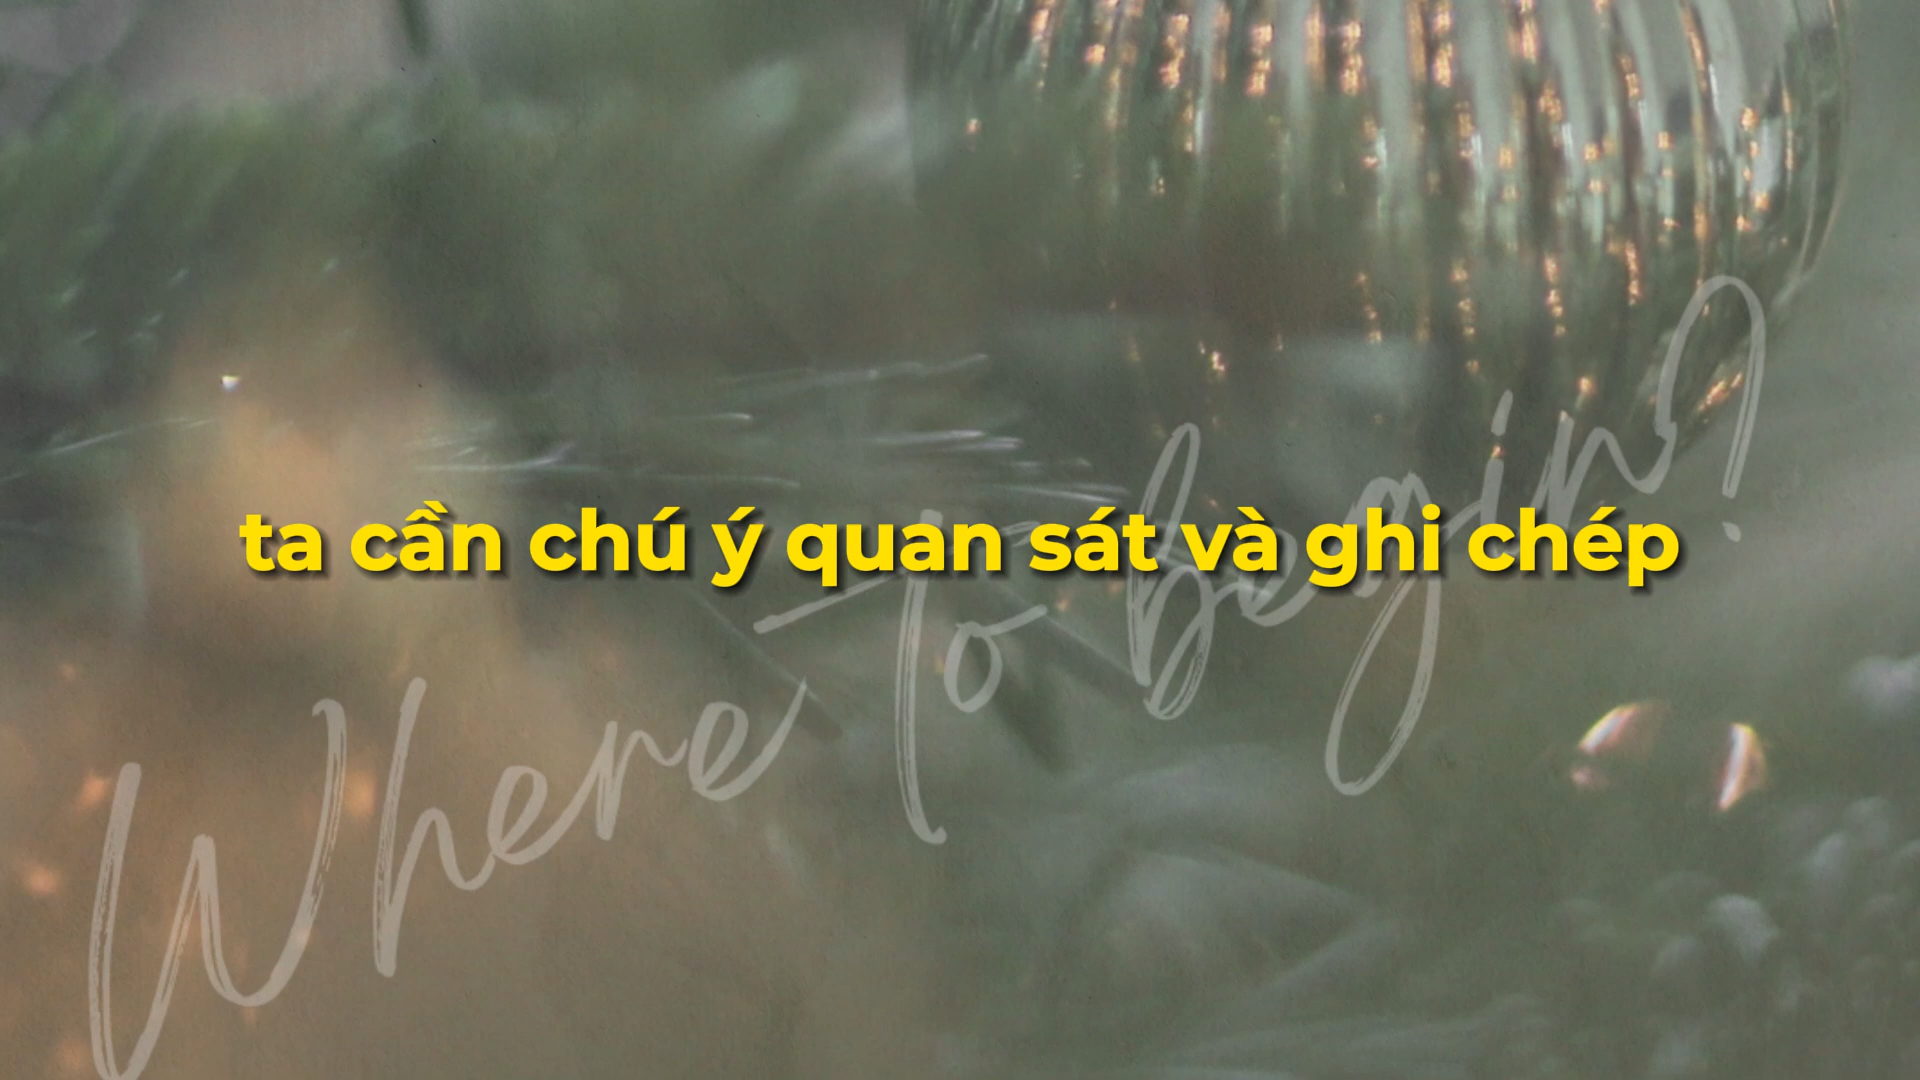 ta cần chú ý quan sát và ghi chép
Where to begin?